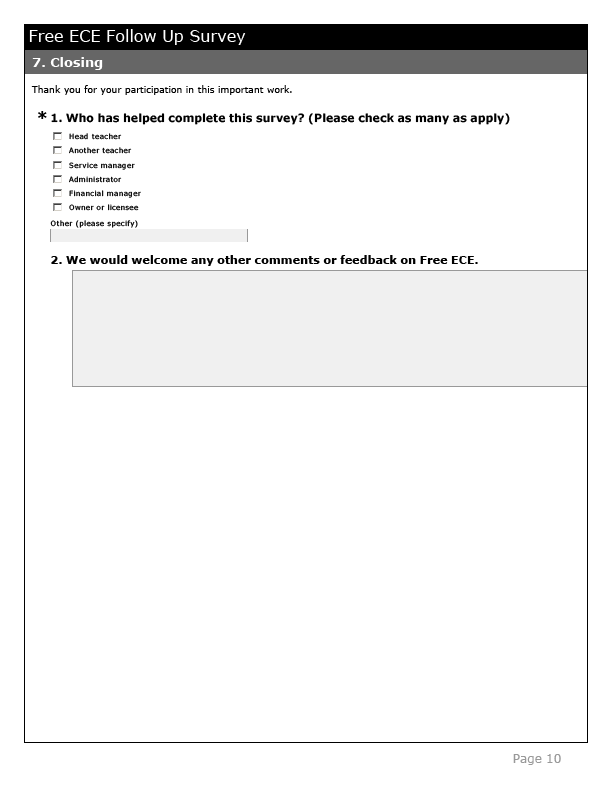 Free ECE Follow Up Survey
7. Closing
Thank you for your participation in this important work.
* 1. Who has helped complete this survey? (Please check as many as apply)
Head teacher
Another teacher
Service manager
Administrator
Financial manager
Owner or licensee
Other (please specify)
2. We would welcome any other comments or feedback on Free ECE.
Page 10